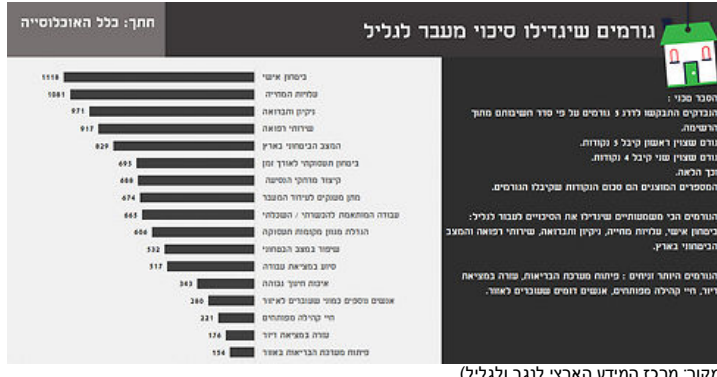 חתך: כלל האוכלוסייה
גורמים שיגדילו סיכוי מעבר לגליל
ביטחון אישי 1118
עלויות המחייה 1081
ניקיון ותברואה 971
שירותי רפואה 917
המצב הביטחוני בארץ 829
ביטחון תעסוקתי לאורך זמן 695
קיצור מרחקי הנסיעה 688
מתן מענקים לעידוד המעבר 674
עבודה המותאמת להכשרתי / השכלתי 665
הגדלת מגוון מקומות תעסוקה 606
שיפור במצב הבטחוני 532
סיוע במציאת עבודה 517
איכות חינוך גבוהה 343
אנשים נוספים כמוני שעוברים לאיזור 280
חיי קהילה מפותחים 221
עזרה במציאת דיור 176
פיתוח מערכת הבריאות באזור 154
הסבר טכני :
הנבדקים התבקשו לדרג 5 גורמים על פי סדר חשיבותם מתוך
הרשימה.
גורם שצוין ראשון קיבל 5 נקודות.
גורם שצוין שני קיבל 4 נקודות.
וכך הלאה.
המספרים המוצגים הם סכום הנקודות שקיבלו הגורמים.
הגורמים הכי משמעותיים שיגדילו את הסיכויים לעבור לגליל:
ביטחון אישי, עלויות מחייה, ניקיון ותברואה, שירותי רפואה והמצב
הביטחוני בארץ.
הגורמים היותר זניחים : פיתוח מערכת הבריאות, עזרה במציאת
דיור, חיי קהילה מפותחים, אנשים דומים שעוברים לאזור.
מקור: מרכז המידע הארצי לנגב ולגליל)